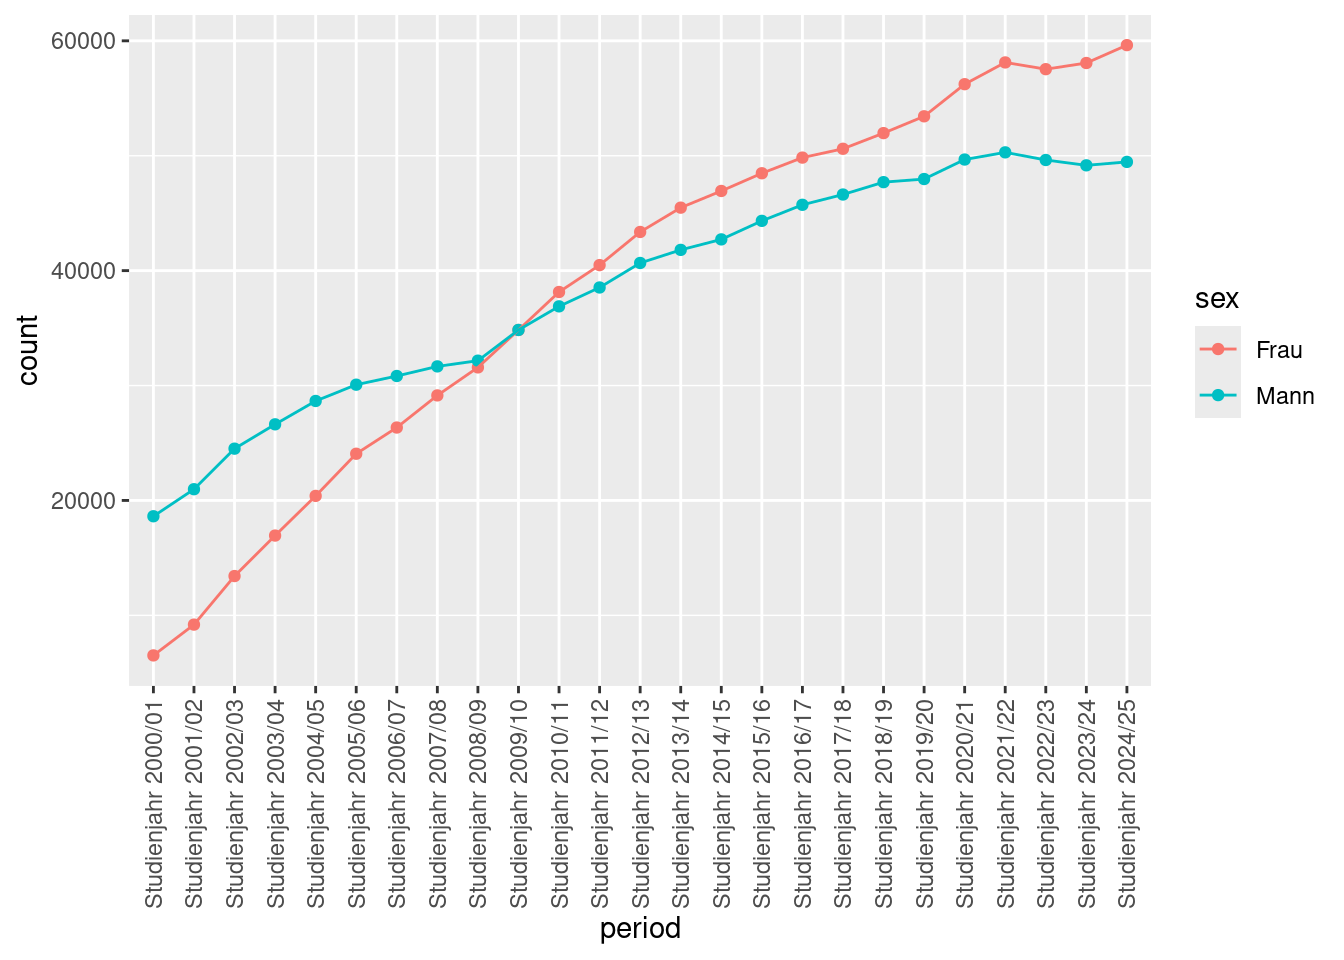 60000
40000
20000
count
Studienjahr 2000/01
Studienjahr 2001/02
Studienjahr 2002/03
Studienjahr 2003/04
Studienjahr 2004/05
Studienjahr 2005/06
Studienjahr 2006/07
Studienjahr 2007/08
Studienjahr 2008/09
Studienjahr 2009/10
Studienjahr 2010/11
Studienjahr 2011/12
Studienjahr 2012/13
Studienjahr 2013/14
Studienjahr 2014/15
Studienjahr 2015/16
Studienjahr 2016/17
Studienjahr 2017/18
Studienjahr 2018/19
Studienjahr 2019/20
Studienjahr 2020/21
Studienjahr 2021/22
Studienjahr 2022/23
Studienjahr 2023/24
Studienjahr 2024/25
period
sex
Frau
Mann